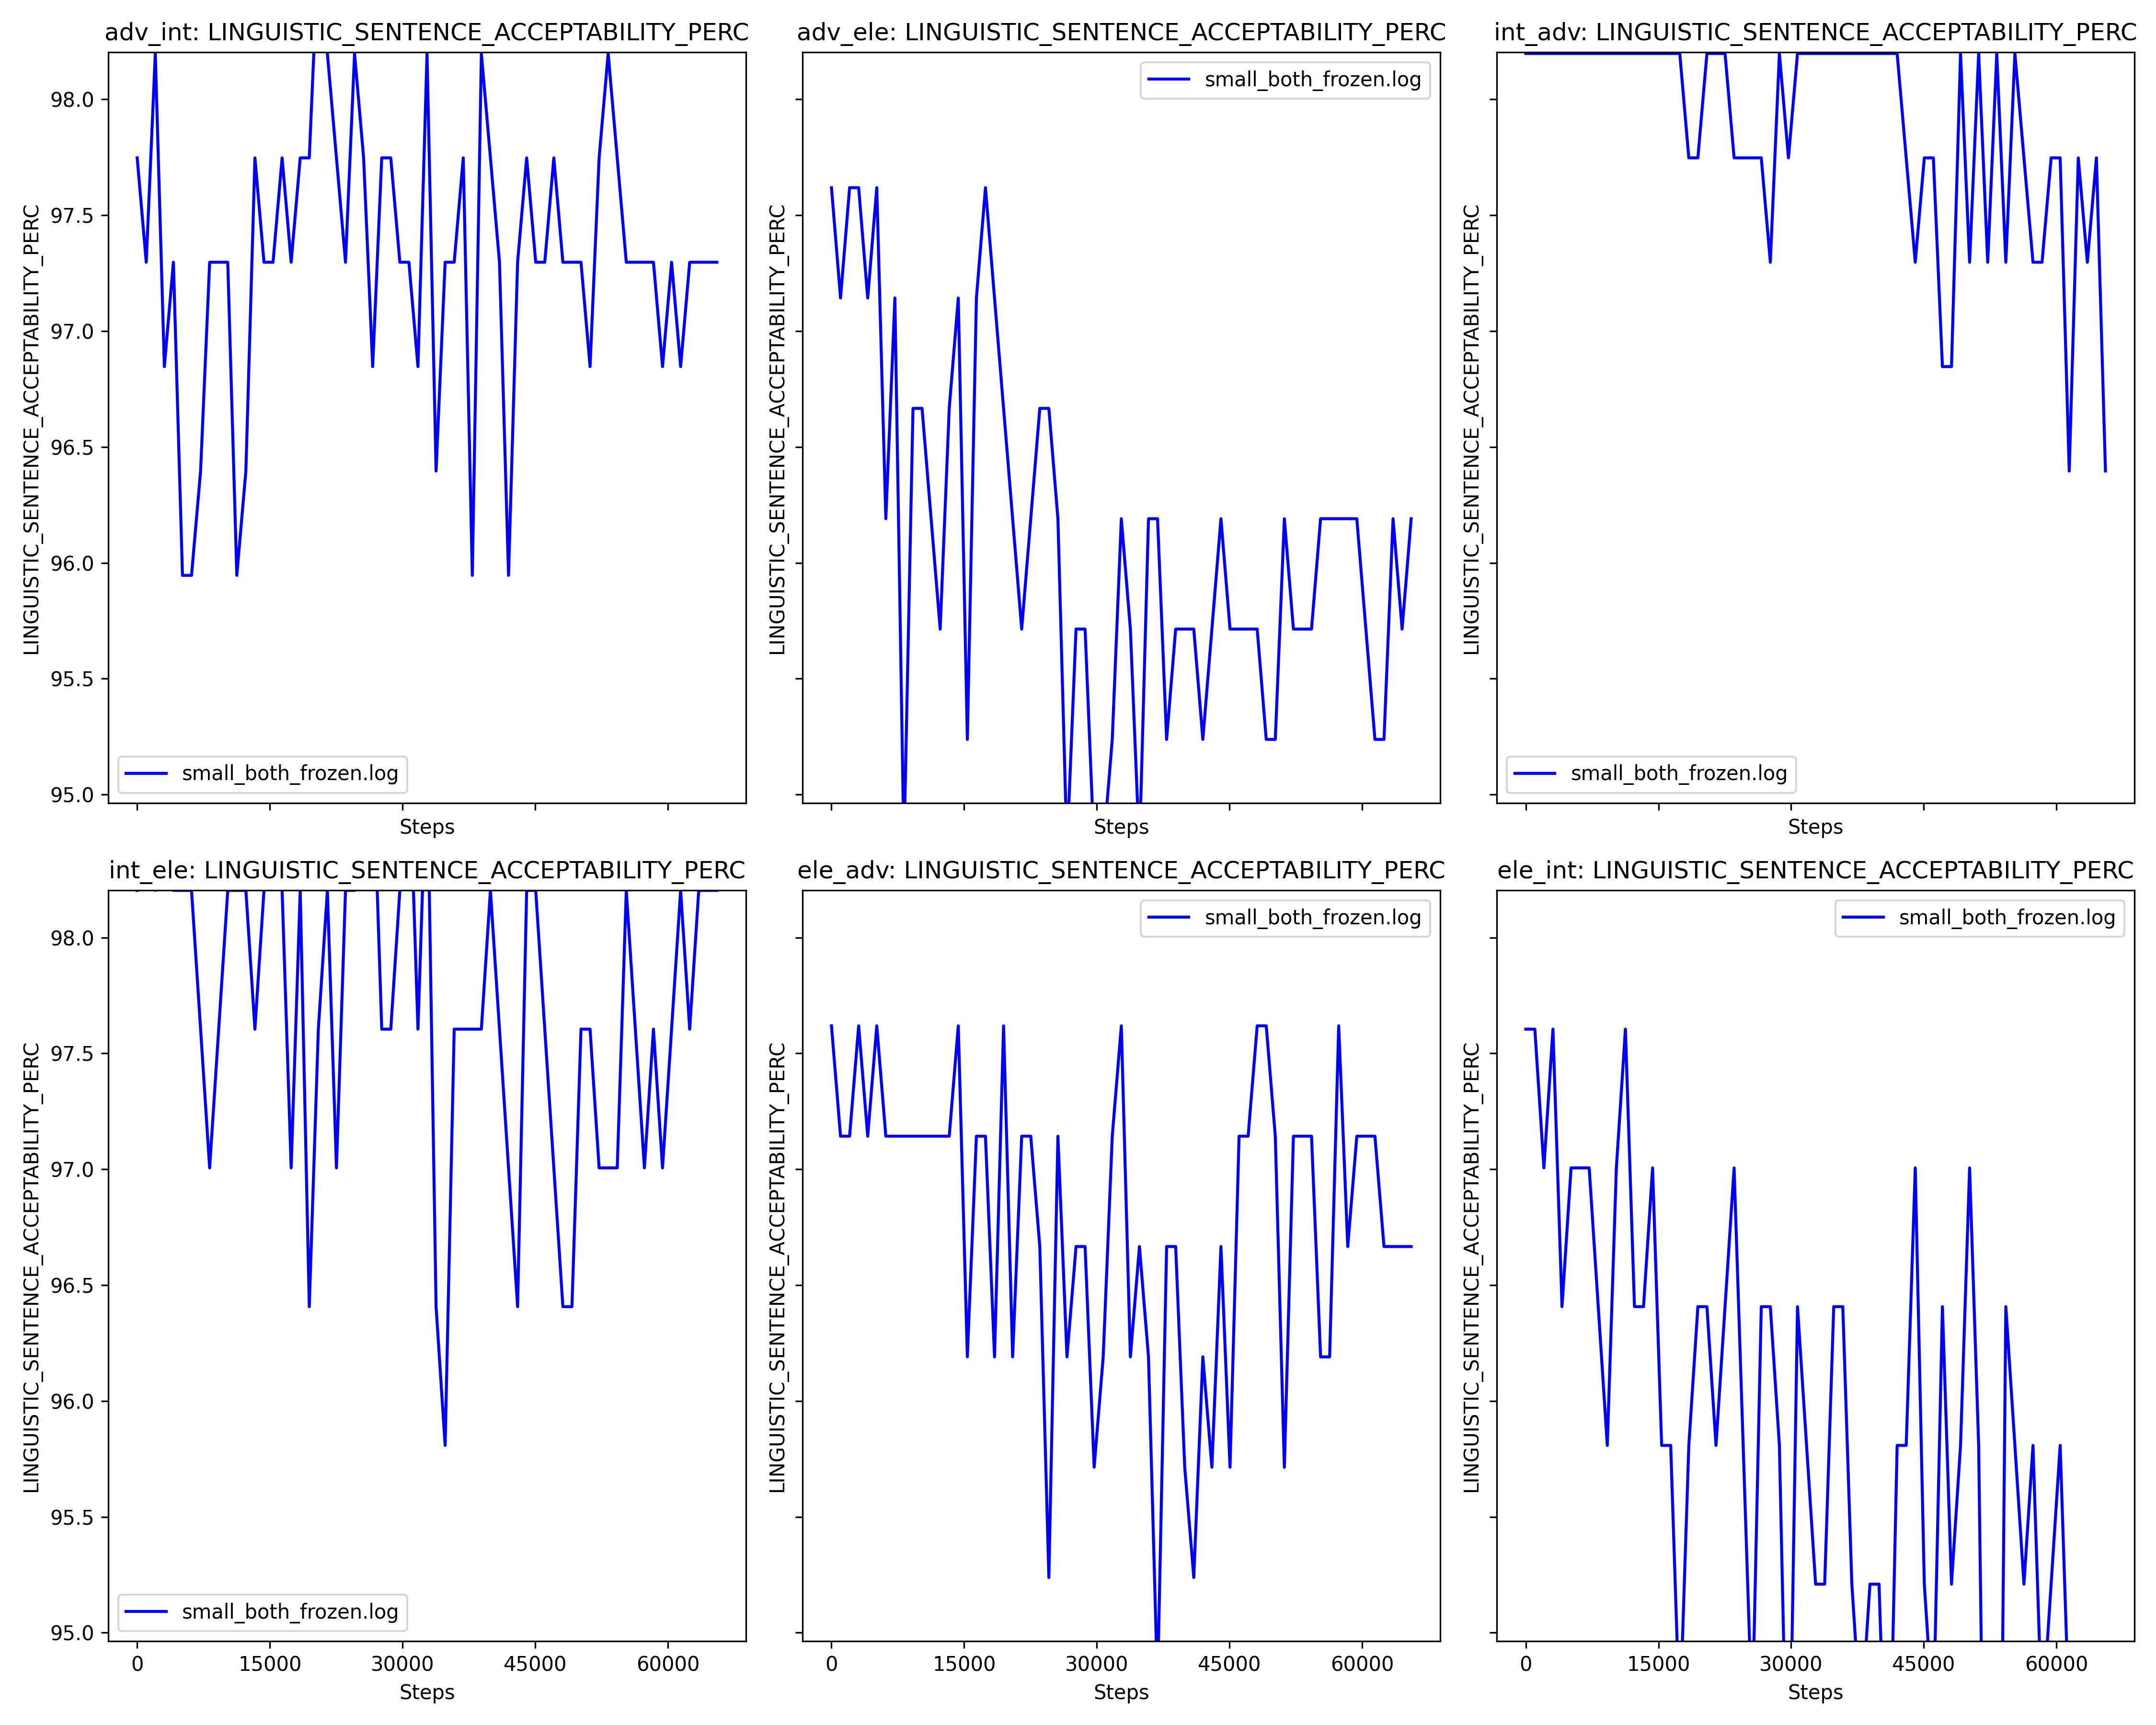 adv_int: LINGUISTIC_SENTENCE_ACCEPTABILITY_PERC
LINGUISTIC_SENTENCE_ACCEPTABILITY_PERC
98.0
97.5
97.0
96.5
96.0
95.5
95.0
small_both_frozen.log
Steps
adv_ele: LINGUISTIC_SENTENCE_ACCEPTABILITY_PERC
LINGUISTIC_SENTENCE_ACCEPTABILITY_PERC
small_both_frozen.log
Steps
int_adv: LINGUISTIC_SENTENCE_ACCEPTABILITY_PERC
LINGUISTIC_SENTENCE_ACCEPTABILITY_PERC
small_both_frozen.log
Steps
int_ele: LINGUISTIC_SENTENCE_ACCEPTABILITY_PERC
LINGUISTIC_SENTENCE_ACCEPTABILITY_PERC
98.0
97.5
97.0
96.5
96.0
95.5
95.0
small_both_frozen.log
0 15000 30000 45000 60000
Steps
ele_adv: LINGUISTIC_SENTENCE_ACCEPTABILITY_PERC
LINGUISTIC_SENTENCE_ACCEPTABILITY_PERC
small_both_frozen.log
0 15000 30000 45000 60000
Steps
ele_int: LINGUISTIC_SENTENCE_ACCEPTABILITY_PERC
LINGUISTIC_SENTENCE_ACCEPTABILITY_PERC
small_both_frozen.log
0 15000 30000 45000 60000
Steps